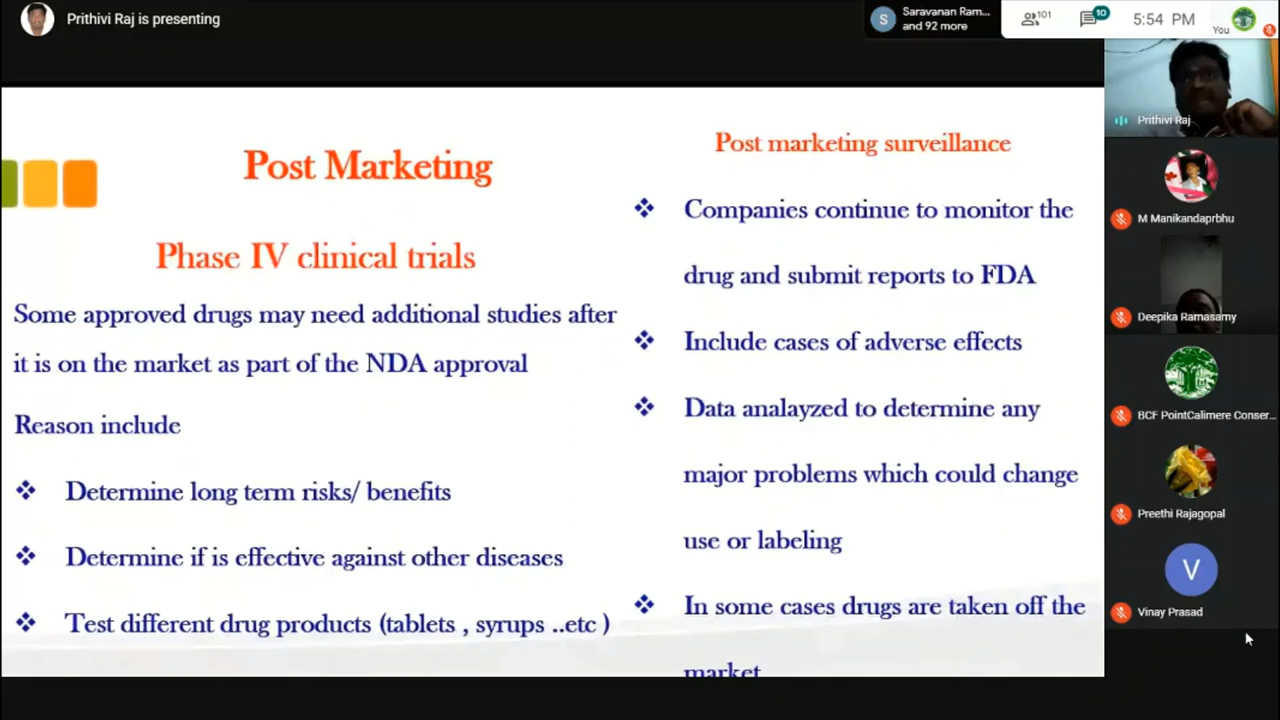 Prithivi Raj is presenting
S
Saravanan Ram...
and 92 more
101
10
5:54 PM
You
Post Marketing
Phase IV clinical trials
Some approved drugs may need additional studies after
it is on the market as part of the NDA approval
Reason include
❖ Determine long term risks/ benefits
❖ Determine if is effective against other diseases
❖ Test different drug products (tablets , syrups ..etc )
Post marketing surveillance
❖ Companies continue to monitor the
drug and submit reports to FDA
❖ Include cases of adverse effects
❖ Data analayzed to determine any
major problems which could change
use or labeling
❖ In some cases drugs are taken off the
market
Prithivi Raj
M Manikandaprbhu
Deepika Ramasamy
BCF PointCalimere Conser...
Preethi Rajagopal
V
Vinay Prasad